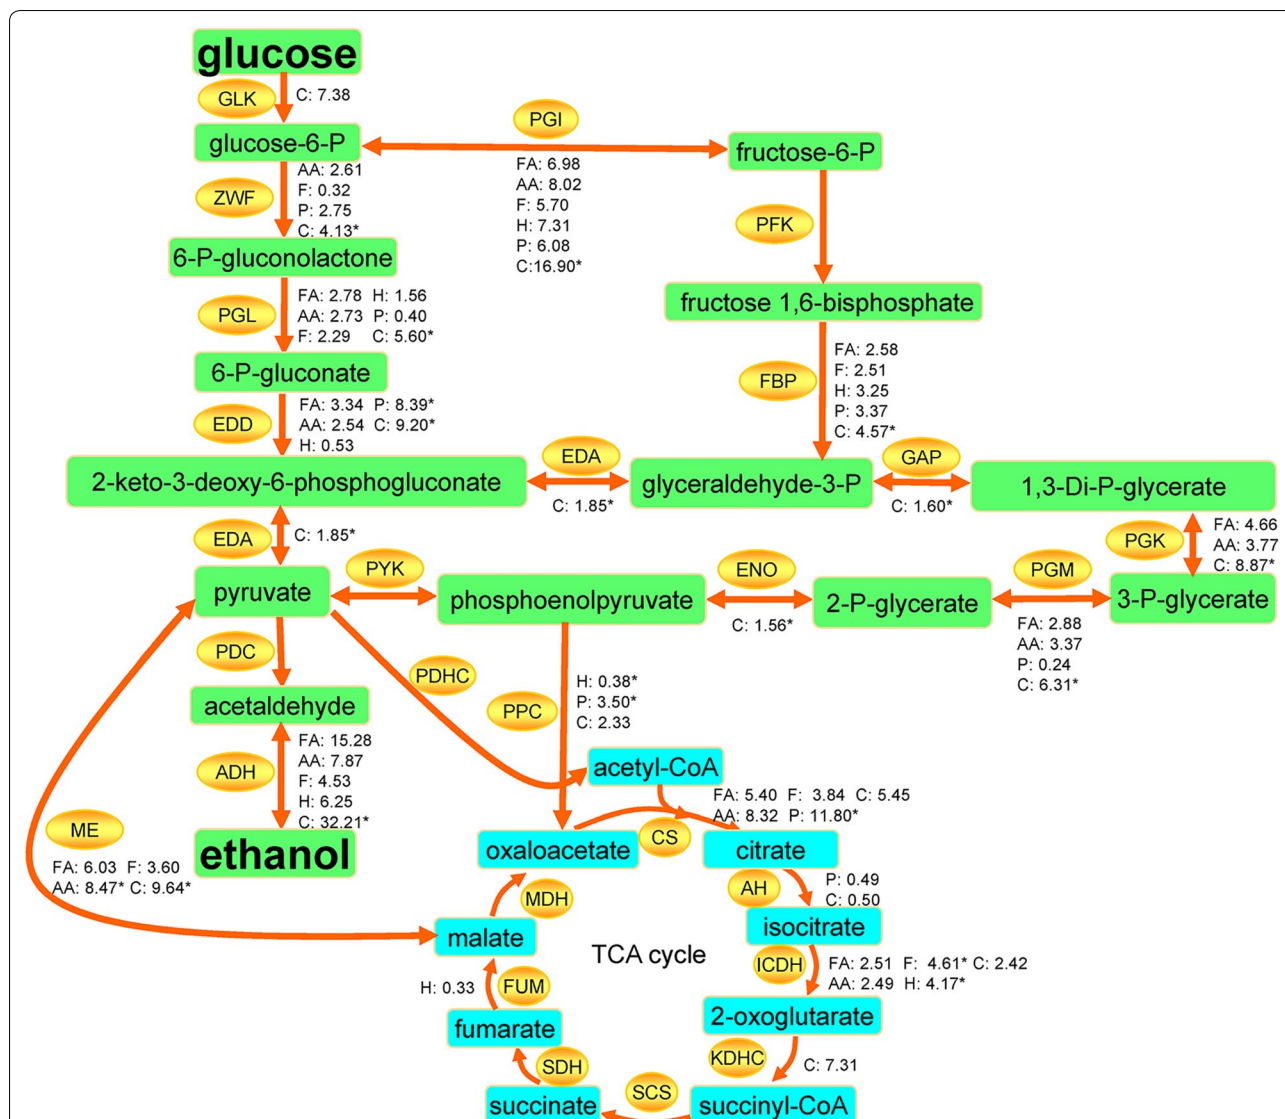 glucose
GLK
C: 7.38
glucose-6-P
PGI
fructose-6-P
FA: 6.98
AA: 8.02
F: 5.70
H: 7.31
P: 6.08
C:16.90*
ZWF
AA: 2.61
F: 0.32
P: 2.75
C: 4.13*
PFK
6-P-gluconolactone
fructose 1,6-bisphosphate
PGL
FA: 2.78 H: 1.56
AA: 2.73 P: 0.40
F: 2.29 C: 5.60*
FBP
FA: 2.58
F: 2.51
H: 3.25
P: 3.37
C: 4.57*
6-P-gluconate
EDD
FA: 3.34 P: 8.39*
AA: 2.54 C: 9.20*
H: 0.53
2-keto-3-deoxy-6-phosphogluconate
EDA
C: 1.85*
glyceraldehyde-3-P
GAP
C: 1.60*
1,3-Di-P-glycerate
EDA
C: 1.85*
PGK
FA: 4.66
AA: 3.77
C: 8.87*
pyruvate
PYK
phosphoenolpyruvate
ENO
C: 1.56*
2-P-glycerate
PGM
FA: 2.88
AA: 3.37
P: 0.24
C: 6.31*
3-P-glycerate
PDC
PDHC
PPC
H: 0.38*
P: 3.50*
C: 2.33
acetaldehyde
ADH
FA: 15.28
AA: 7.87
F: 4.53
H: 6.25
C: 32.21*
ethanol
ME
FA: 6.03 F: 3.60
AA: 8.47* C: 9.64*
acetyl-CoA
FA: 5.40 F: 3.84 C: 5.45
AA: 8.32 P: 11.80*
oxaloacetate
CS
citrate
AH
P: 0.49
C: 0.50
MDH
isocitrate
malate
TCA cycle
ICDH
FA: 2.51 F: 4.61* C: 2.42
AA: 2.49 H: 4.17*
H: 0.33
FUM
fumarate
2-oxoglutarate
SDH
KDHC
C: 7.31
succinate
SCS
succinyl-CoA